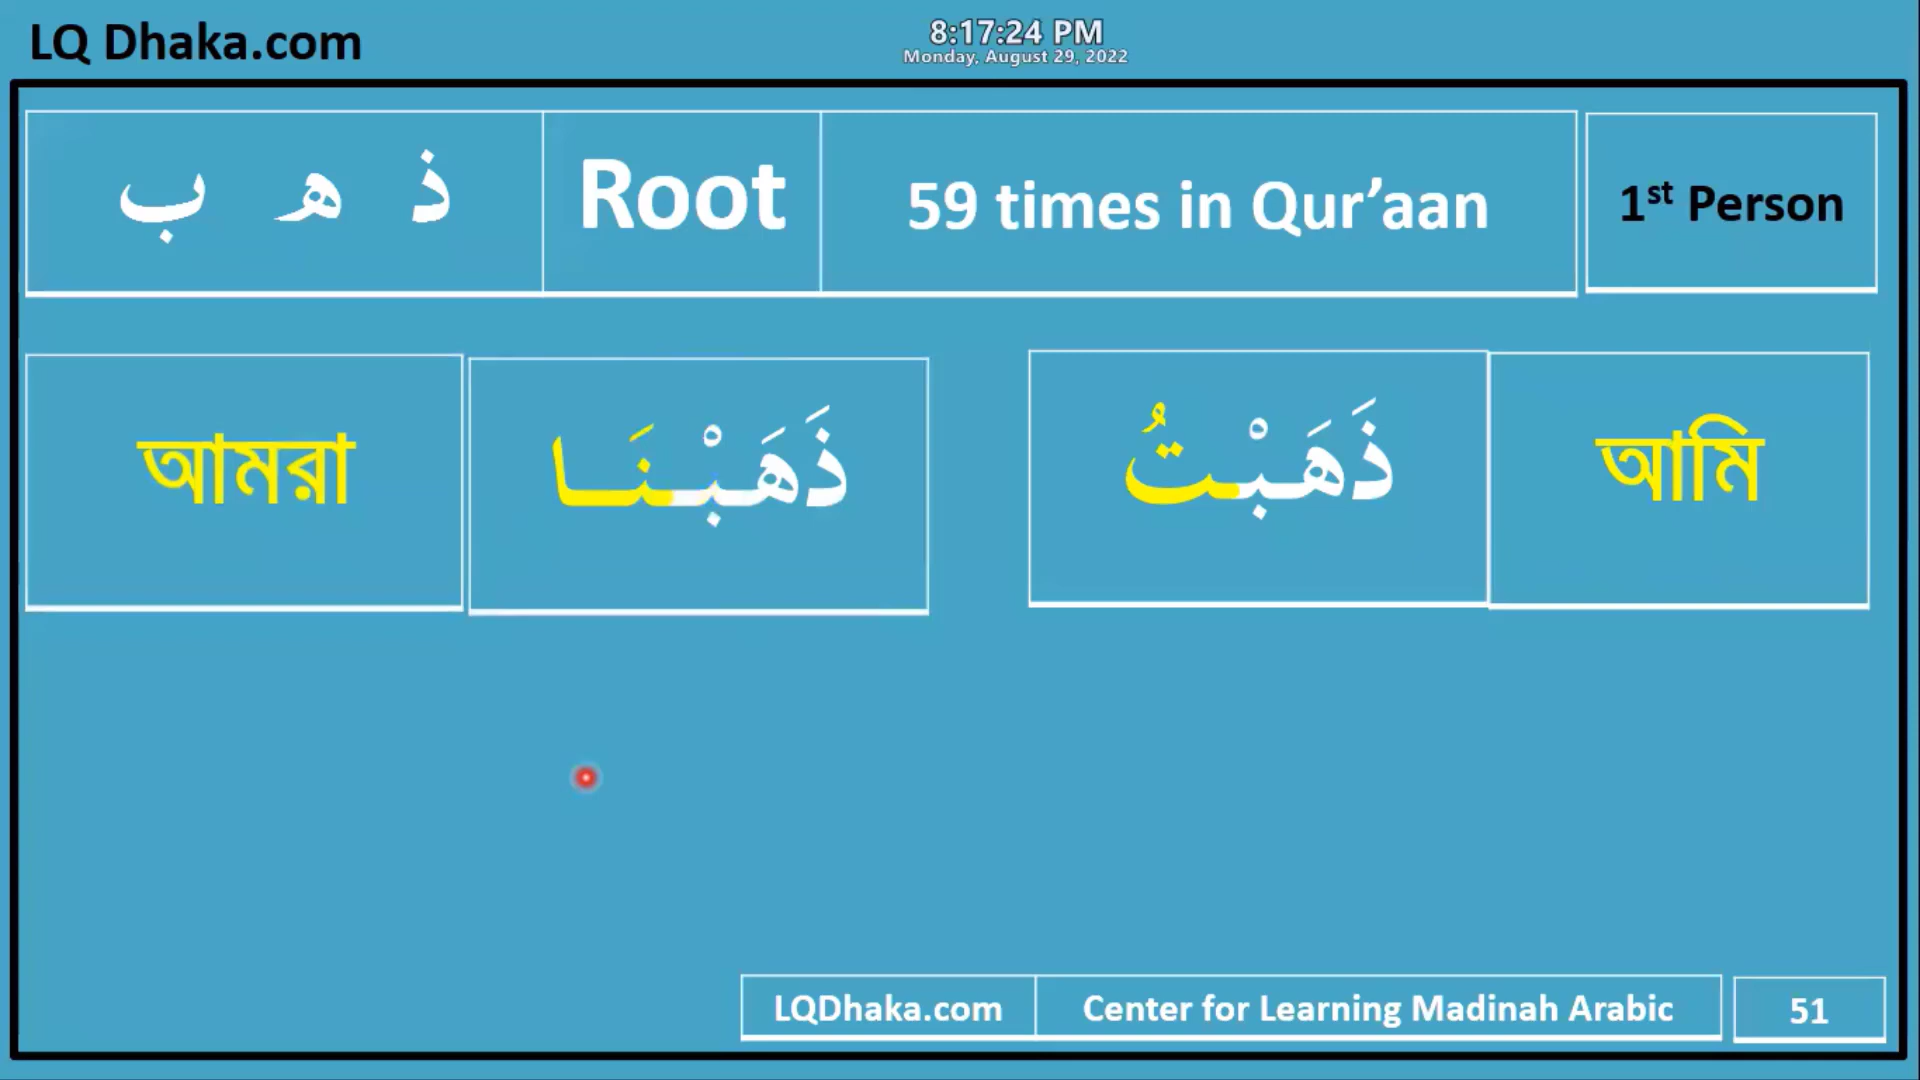 LQ Dhaka.com
8:17:24 PM
Monday, August 29, 2022
ذ ه ب
Root
59 times in Qur’aan
1st Person
আমরা
ذَهَبْنَا
ذَهَبْتُ
আমি
LQDhaka.com
Center for Learning Madinah Arabic
51